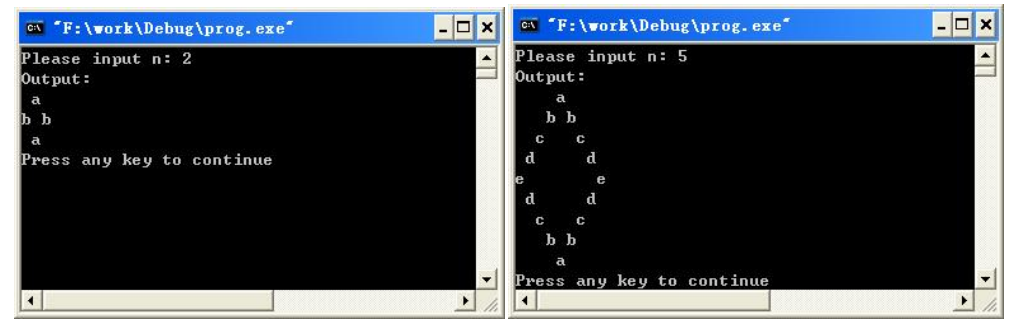 "F:\work\Debug\prog.exe"
Please input n: 2
Output:
 a
b b
 a
Press any key to continue
"F:\work\Debug\prog.exe"
Please input n: 5
Output:
    a
   b b
  c   c
 d     d
e       e
 d     d
  c   c
   b b
    a
Press any key to continue